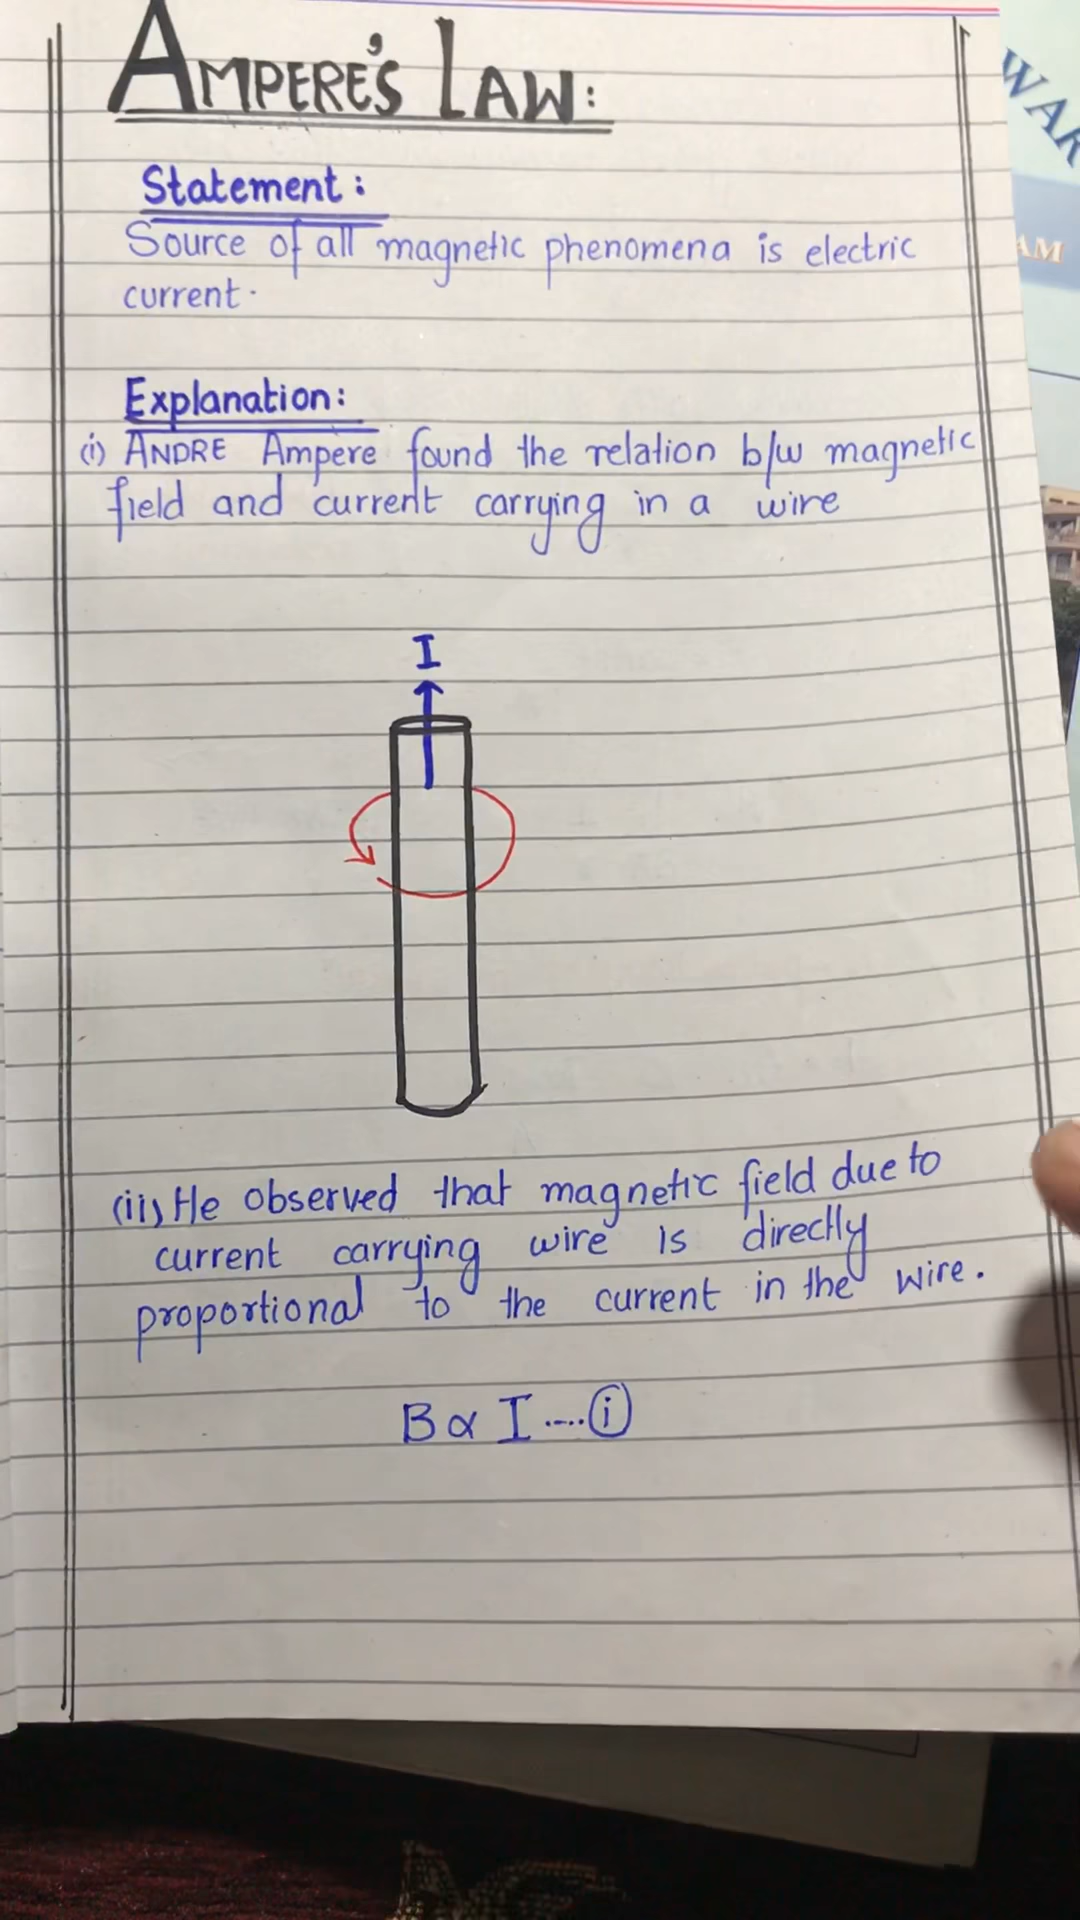 AMPERE'S LAW:
WAR
Statement:
Source of all magnetic phenomena is electric
AM
current.
Explanation:
(i) ANDRE Ampere found the relation b/w magnetic
field and current carrying in a wire
I
(ii) He observed that magnetic field due to
current carrying wire is directly
proportional to the current in the wire.
B ∝ I ....ⓘ